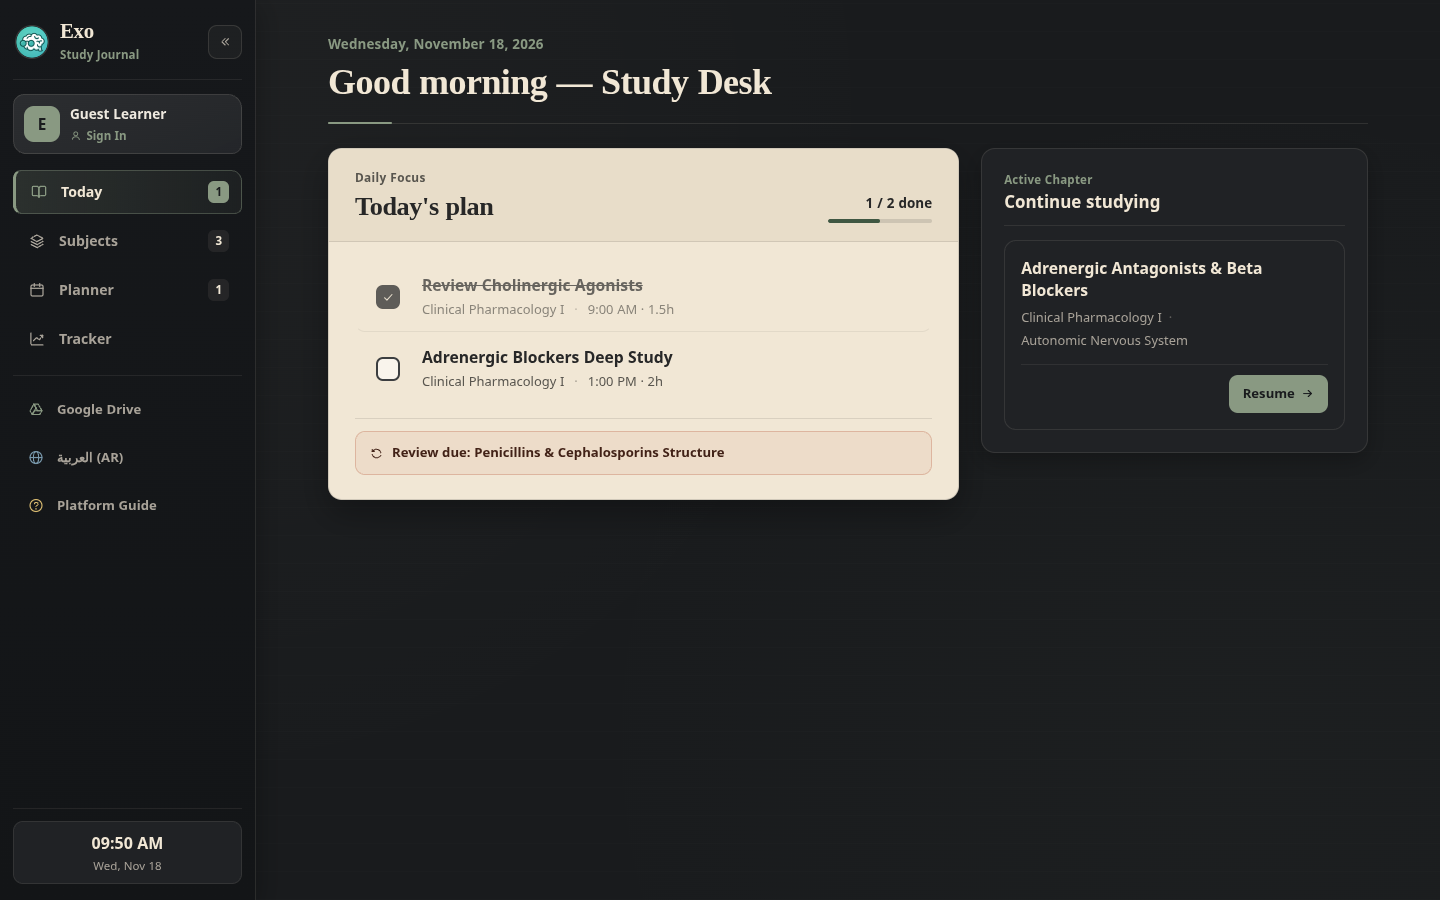 Exo
Study Journal
E
Guest Learner
Sign In
Today 1
Subjects 3
Planner 1
Tracker
Google Drive
العربية (AR)
Platform Guide
09:50 AM
Wed, Nov 18
Wednesday, November 18, 2026
Good morning — Study Desk
Daily Focus
Today's plan
1 / 2 done
Review Cholinergic Agonists
Clinical Pharmacology I · 9:00 AM · 1.5h
Adrenergic Blockers Deep Study
Clinical Pharmacology I · 1:00 PM · 2h
Review due: Penicillins & Cephalosporins Structure
Active Chapter
Continue studying
Adrenergic Antagonists & Beta
Blockers
Clinical Pharmacology I ·
Autonomic Nervous System
Resume →